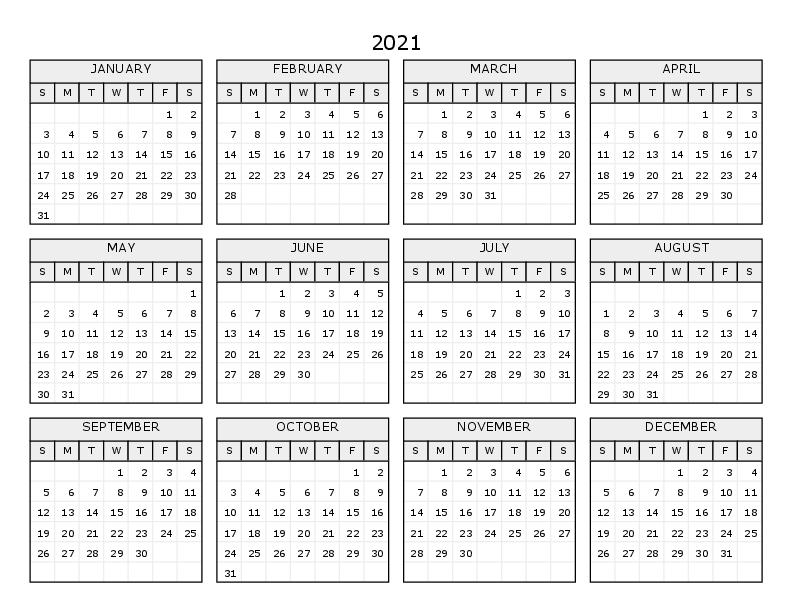 2021
JANUARY FEBRUARY MARCH APRIL
S M T W T F S S M T W T F S S M T W T F S S M T W T F S
1 2 1 2 3 4 5 6 1 2 3 4 5 6 1 2 3
3 4 5 6 7 8 9 7 8 9 10 11 12 13 7 8 9 10 11 12 13 4 5 6 7 8 9 10
10 11 12 13 14 15 16 14 15 16 17 18 19 20 14 15 16 17 18 19 20 11 12 13 14 15 16 17
17 18 19 20 21 22 23 21 22 23 24 25 26 27 21 22 23 24 25 26 27 18 19 20 21 22 23 24
24 25 26 27 28 29 30 28 28 29 30 31 25 26 27 28 29 30
31
MAY JUNE JULY AUGUST
S M T W T F S S M T W T F S S M T W T F S S M T W T F S
1 1 2 3 4 5 1 2 3
2 3 4 5 6 7 8 6 7 8 9 10 11 12 4 5 6 7 8 9 10 1 2 3 4 5 6 7
9 10 11 12 13 14 15 13 14 15 16 17 18 19 11 12 13 14 15 16 17 8 9 10 11 12 13 14
16 17 18 19 20 21 22 20 21 22 23 24 25 26 18 19 20 21 22 23 24 15 16 17 18 19 20 21
23 24 25 26 27 28 29 27 28 29 30 25 26 27 28 29 30 31 22 23 24 25 26 27 28
30 31 29 30 31
SEPTEMBER OCTOBER NOVEMBER DECEMBER
S M T W T F S S M T W T F S S M T W T F S S M T W T F S
1 2 3 4 1 2 1 2 3 4 5 6 1 2 3 4
5 6 7 8 9 10 11 3 4 5 6 7 8 9 7 8 9 10 11 12 13 5 6 7 8 9 10 11
12 13 14 15 16 17 18 10 11 12 13 14 15 16 14 15 16 17 18 19 20 12 13 14 15 16 17 18
19 20 21 22 23 24 25 17 18 19 20 21 22 23 21 22 23 24 25 26 27 19 20 21 22 23 24 25
26 27 28 29 30 24 25 26 27 28 29 30 28 29 30 26 27 28 29 30 31
31